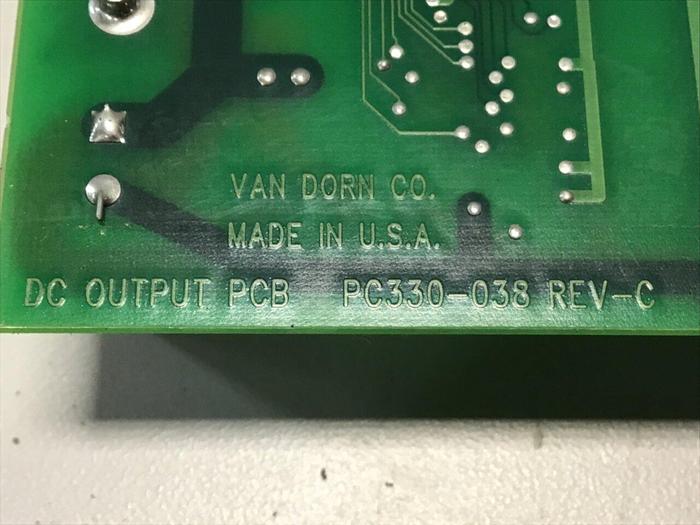 VAN DORN CO.
MADE IN U.S.A.
DC OUTPUT PCB PC330-038 REV-C